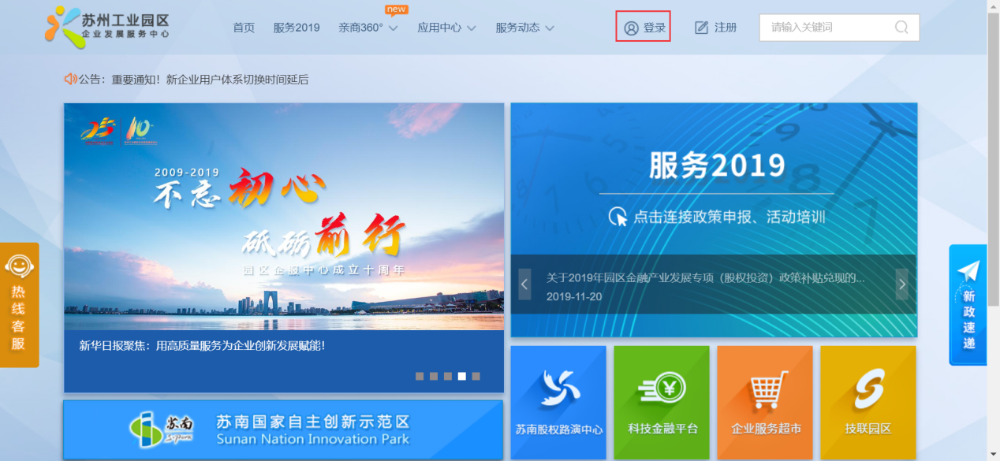 苏州工业园区
企业发展服务中心
首页
服务2019
亲商360°
new
应用中心
服务动态
登录
注册
请输入关键词
公告：重要通知！新企业用户体系切换时间延后
2009-2019
不忘初心
砥砺前行
园区企服中心成立十周年
新华日报聚焦：用高质量服务为企业创新发展赋能！
服务2019
点击连接政策申报、活动培训
关于2019年园区金融产业发展专项（股权投资）政策补贴兑现的...
2019-11-20
热线客服
新政速递
苏南股权路演中心
科技金融平台
企业服务超市
技联园区
苏南
苏南国家自主创新示范区
Sunan Nation Innovation Park